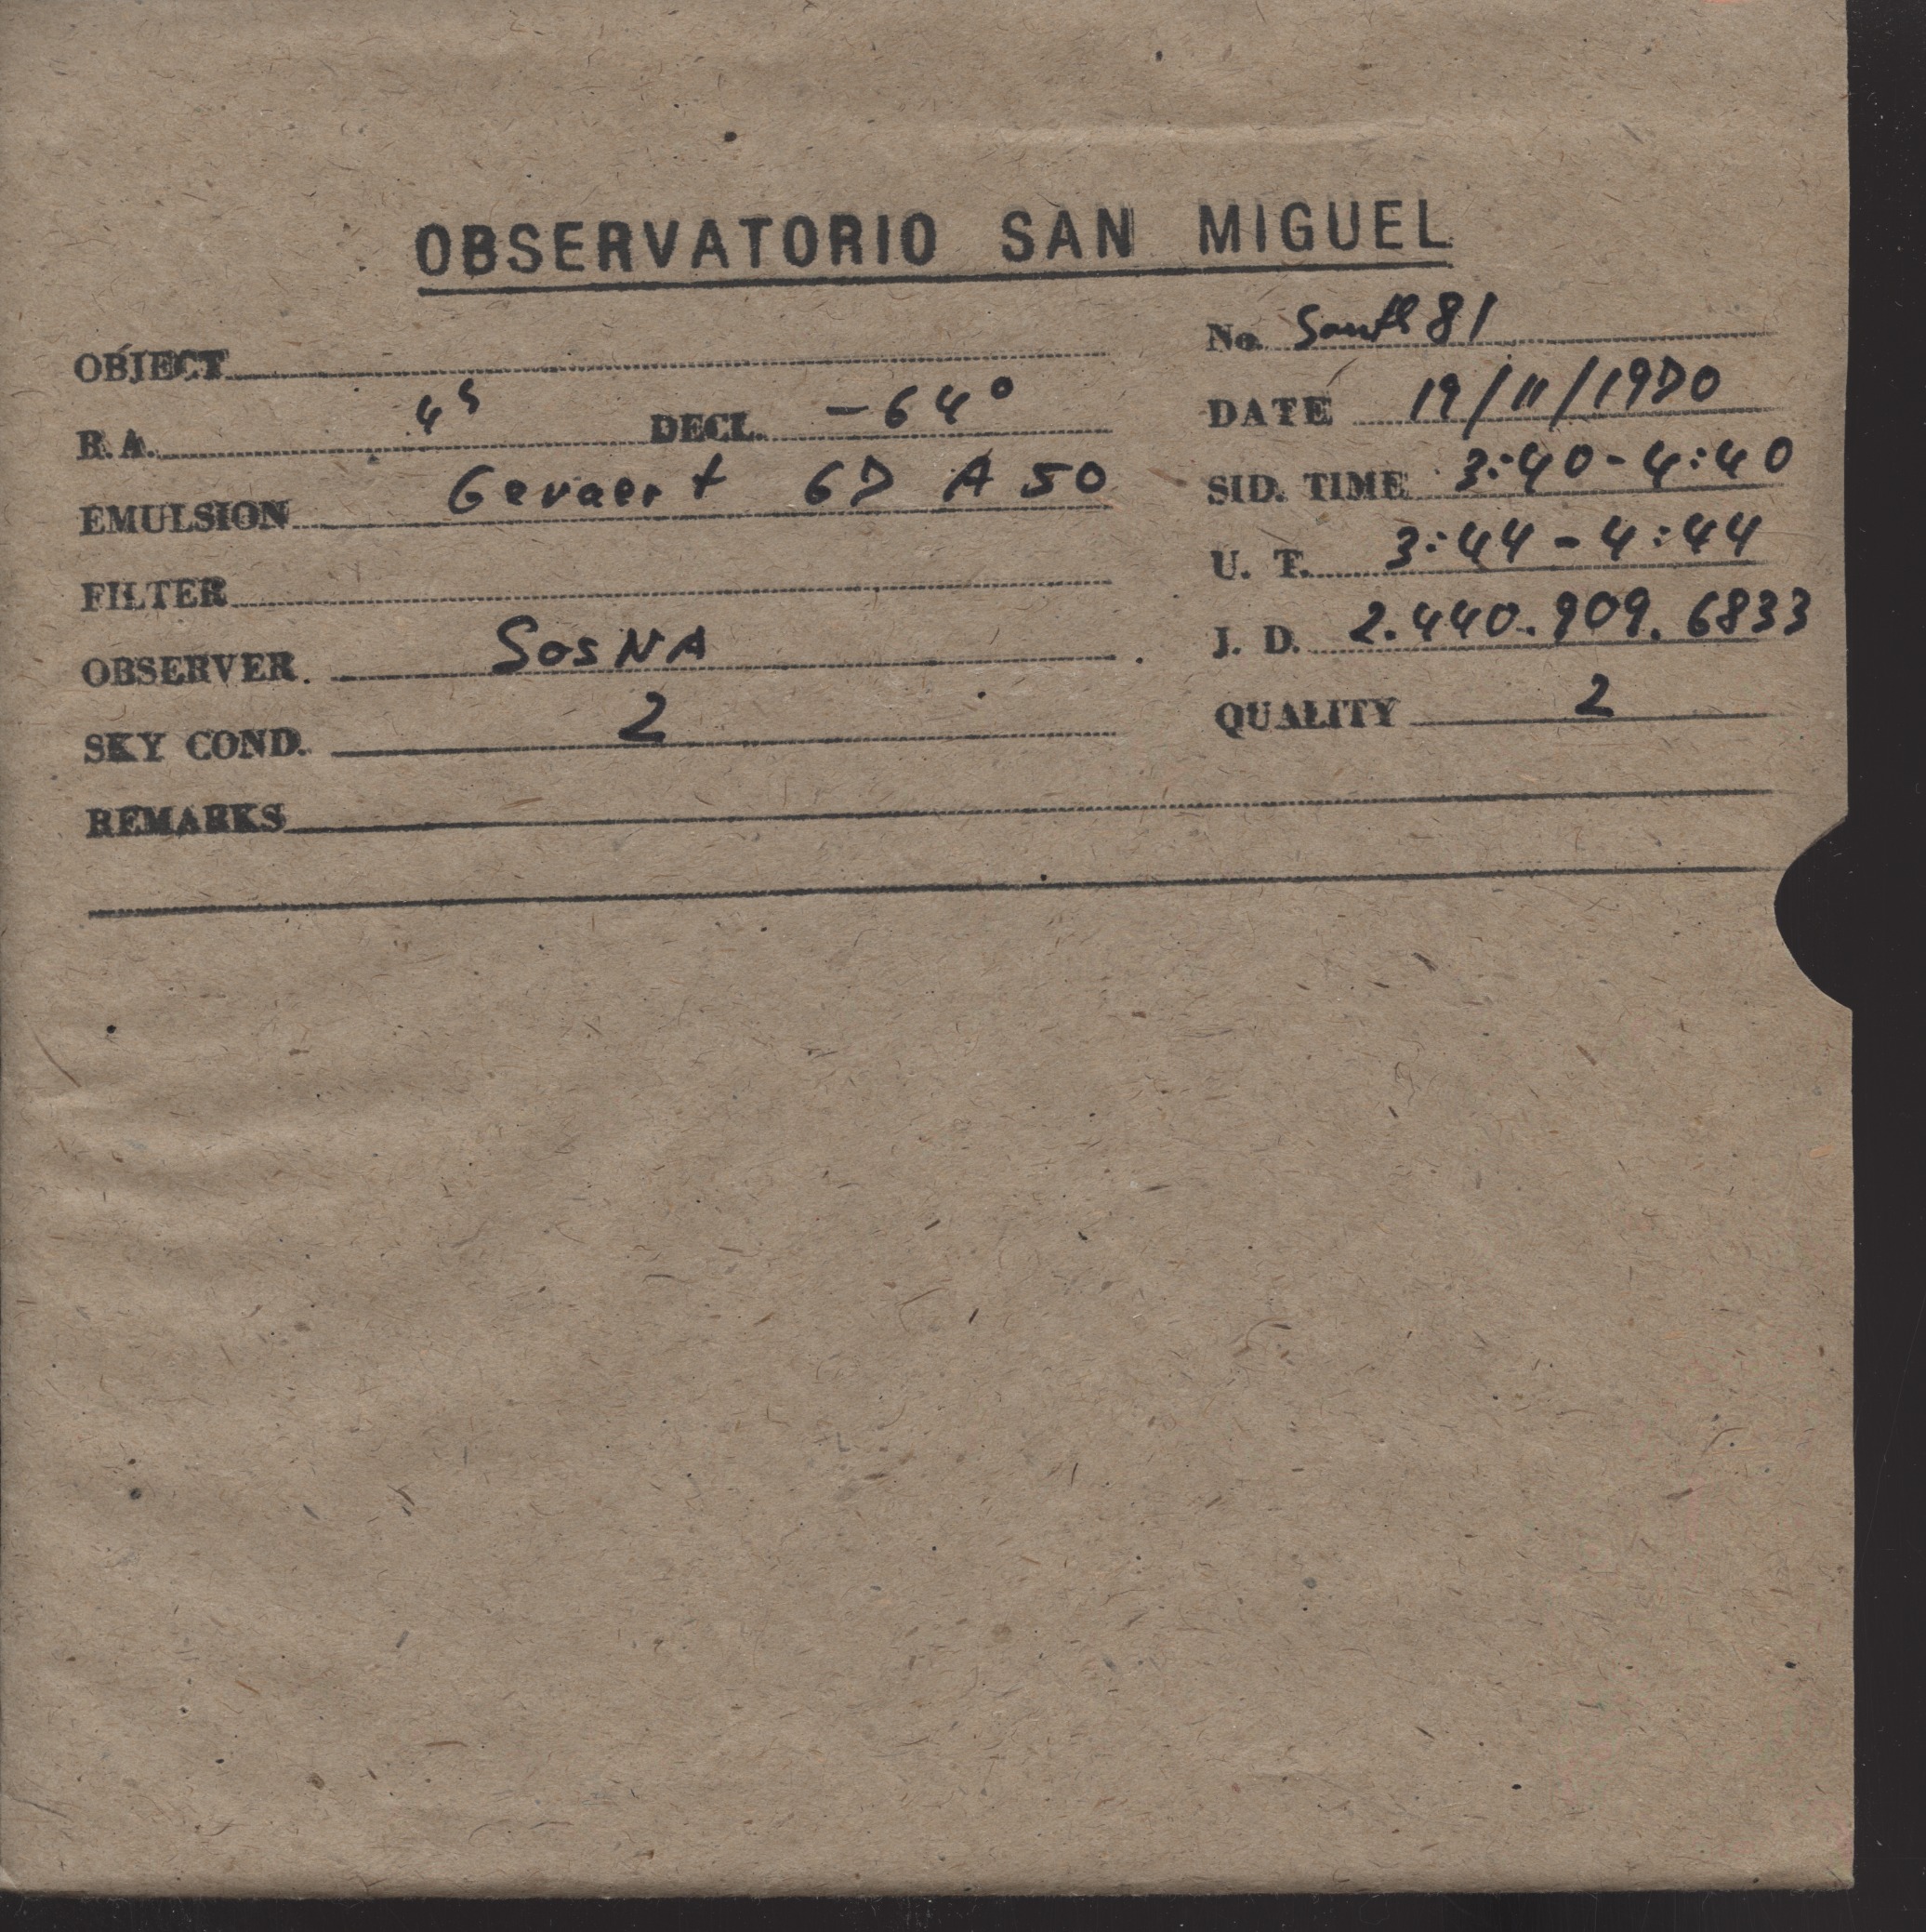 OBSERVATORIO SAN MIGUEL
OBJECT
No. South 81
R.A. 4h DECL. -64°
DATE 19/11/1970
EMULSION Gevaert 67 A 50
SID. TIME 3:40-4:40
FILTER
U. T. 3:44-4:44
OBSERVER. SOSNA
J. D. 2.440.909.6833
SKY COND. 2
QUALITY 2
REMARKS